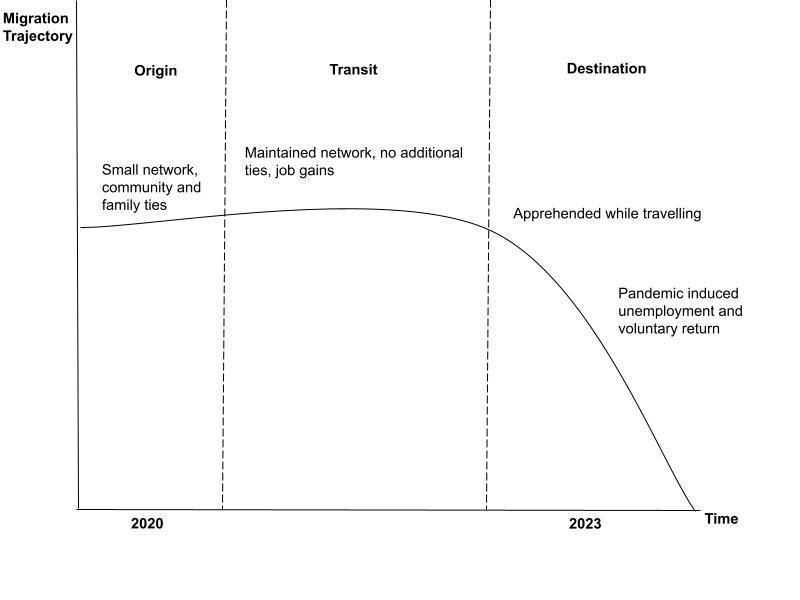 Migration
Trajectory
Origin
Transit
Destination
Small network,
community and
family ties
Maintained network, no additional
ties, job gains
Apprehended while travelling
Pandemic induced
unemployment and
voluntary return
2020
2023
Time